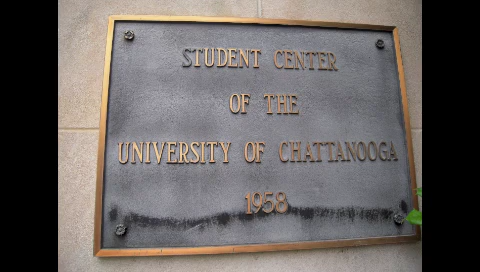 STUDENT CENTER
OF THE
UNIVERSITY OF CHATTANOOGA
1958